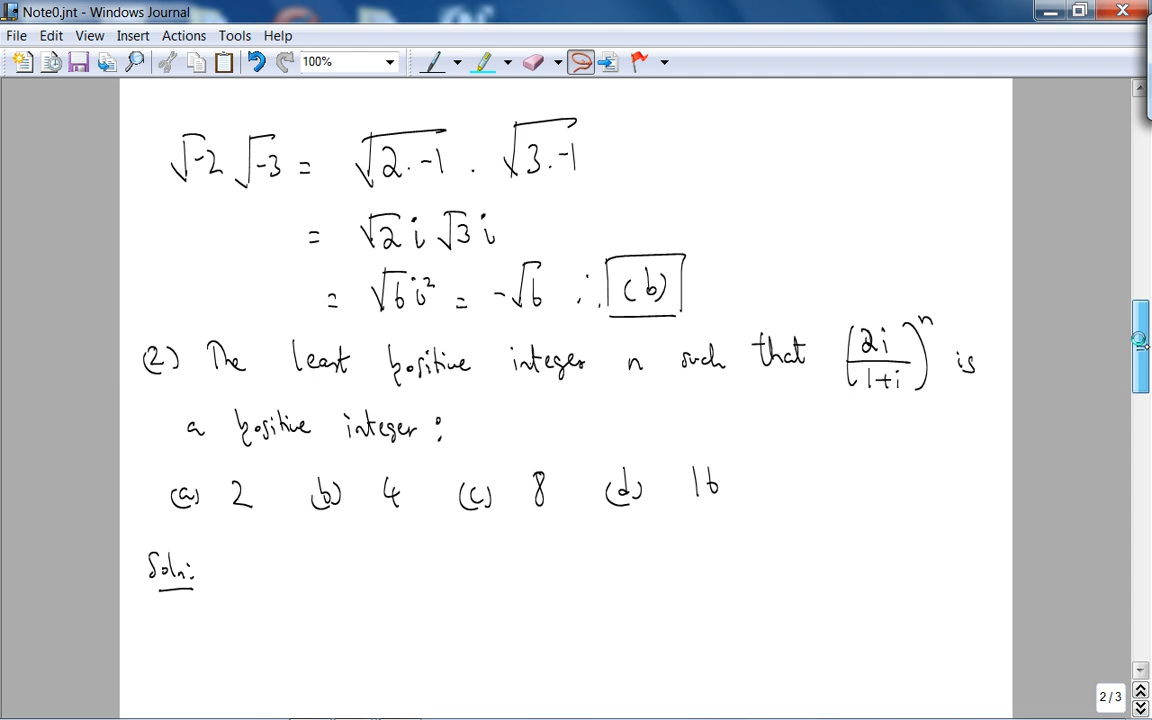 Note0.jnt - Windows Journal
File Edit View Insert Actions Tools Help
100%
√-2 √-3 = √2·-1 · √3·-1
= √2 i √3 i
= √6 i² = -√6 ∴ (b)
(2) The least positive integer n such that (2i/1+i)ⁿ is
a positive integer:
(a) 2 (b) 4 (c) 8 (d) 16
Soln:
2/3